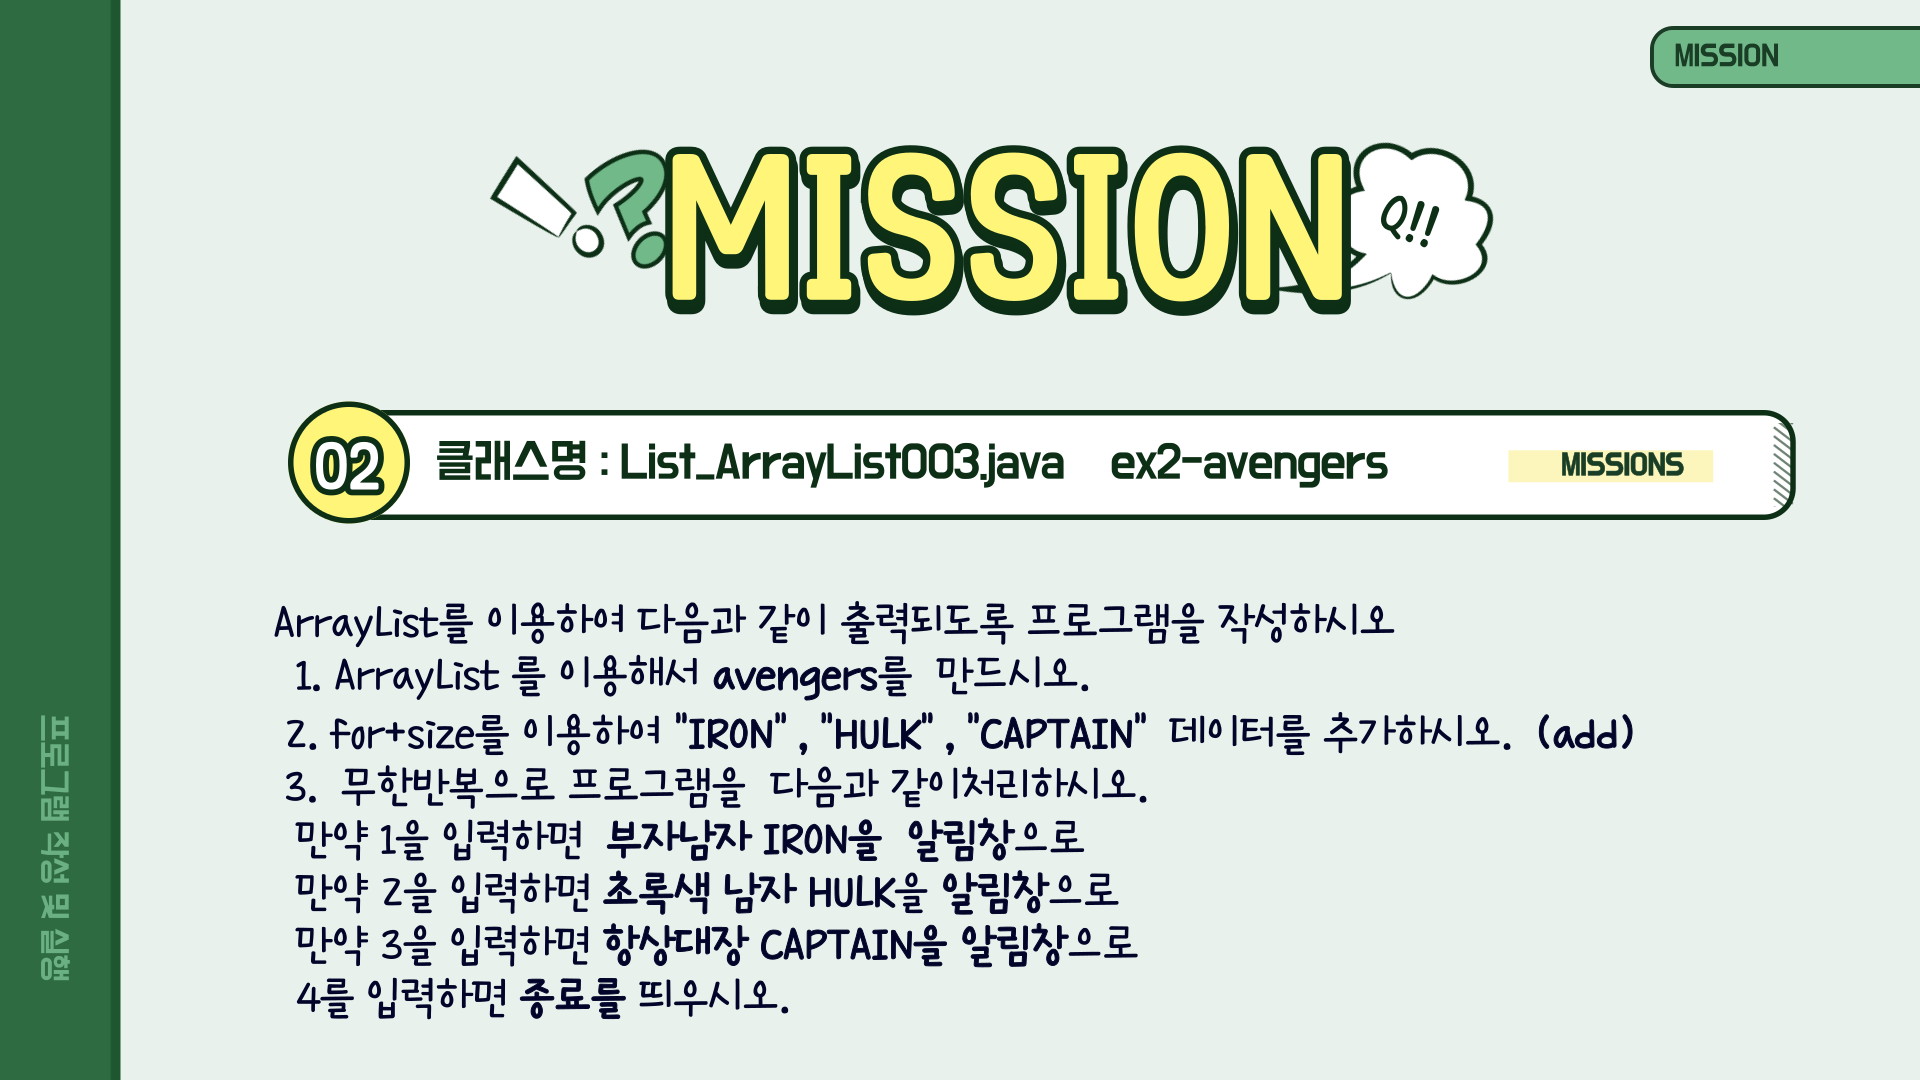 MISSION
!?MISSION
Q!!
02 클래스명 : List_ArrayList003.java ex2-avengers MISSIONS
ArrayList를 이용하여 다음과 같이 출력되도록 프로그램을 작성하시오
1. ArrayList 를 이용해서 avengers를 만드시오.
2. for+size를 이용하여 "IRON" , "HULK" , "CAPTAIN" 데이터를 추가하시오. (add)
3. 무한반복으로 프로그램을 다음과 같이처리하시오.
만약 1을 입력하면 부자남자 IRON을 알림창으로
만약 2을 입력하면 초록색 남자 HULK을 알림창으로
만약 3을 입력하면 항상대장 CAPTAIN을 알림창으로
4를 입력하면 종료를 띄우시오.
프로그램 작성 및 실행